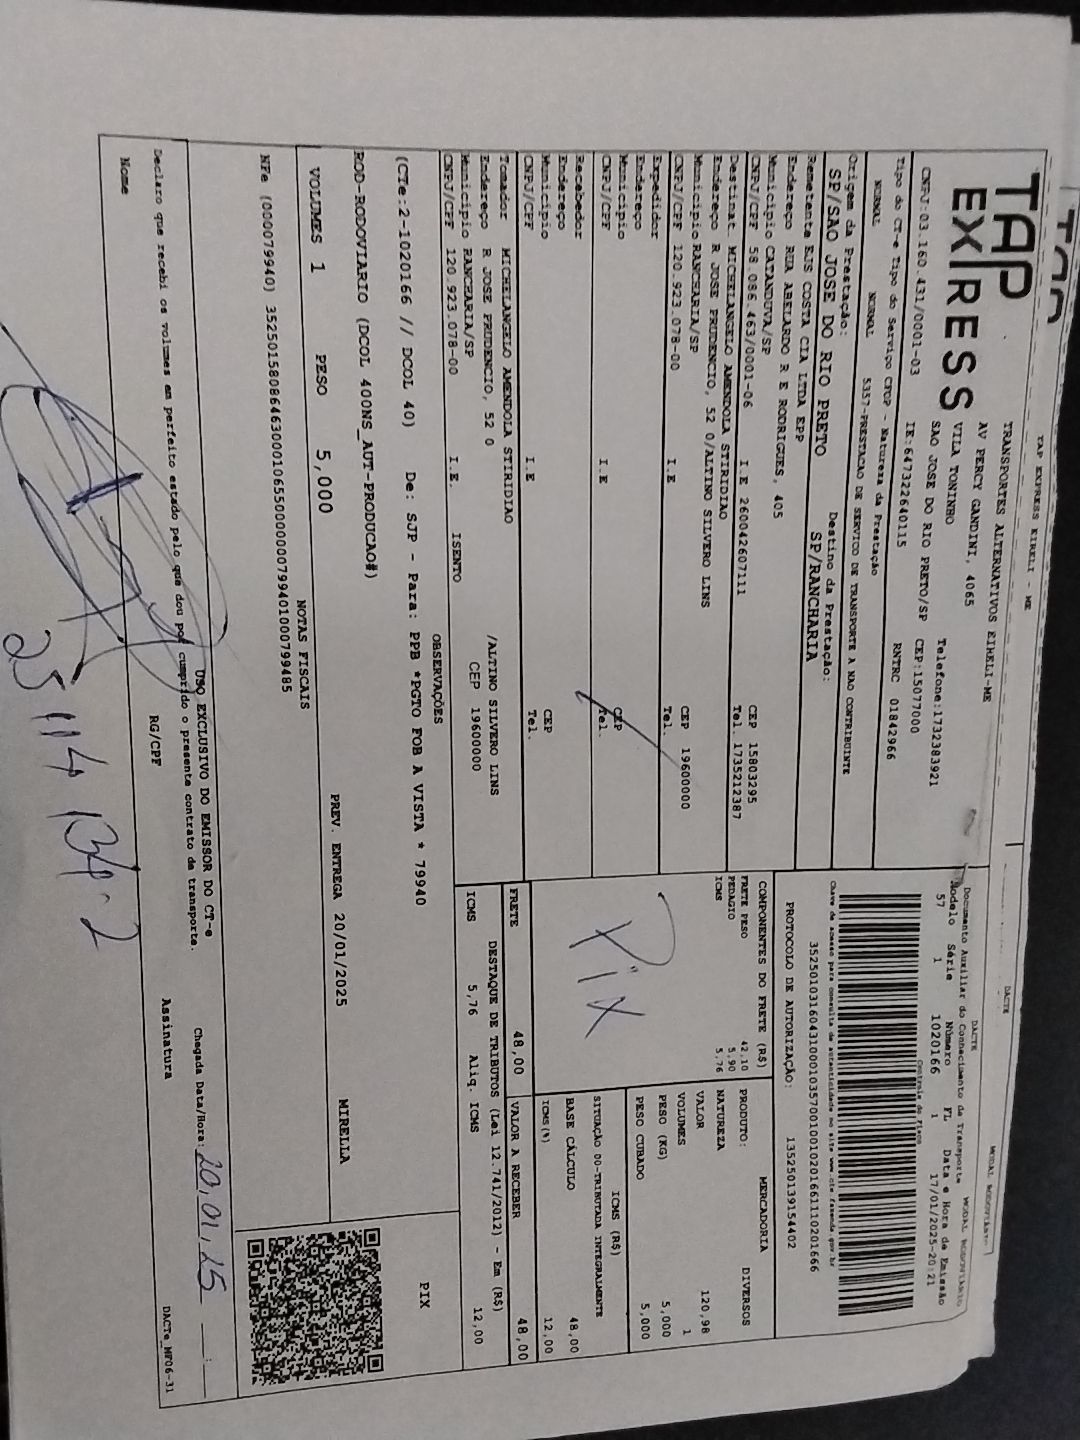 TAP EXPRESS EIRELI - ME
DACTE
MODAL RODOVIÁRIO
TAP
EXPRESS
TRANSPORTES ALTERNATIVOS EIRELI-ME
AV PERCY GANDINI, 4065
VILA TONINHO
SAO JOSE DO RIO PRETO/SP
Telefone:1732383921
CEP:15077000
CNPJ:03.160.431/0001-03
IE:647322640115
RNTRC 01842966
DACTE
Documento Auxiliar do Conhecimento de Transporte
MODAL RODOVIÁRIO
Modelo Série Número FL Data e Hora de Emissão
57 1 1020166 1 17/01/2025-20:21
Controle do Fisco
Tipo do CT-e Tipo do Serviço CFOP - Natureza da Prestação
NORMAL NORMAL 5357-PRESTACAO DE SERVICO DE TRANSPORTE A NAO CONTRIBUINTE
Chave de acesso para consulta de autenticidade no site www.cte.fazenda.gov.br
Origem da Prestação: Destino da Prestação:
SP/SAO JOSE DO RIO PRETO SP/RANCHARIA
PROTOCOLO DE AUTORIZAÇÃO: 135250139154402
Remetente EJS COSTA CIA LTDA EPP
Endereço RUA ABELARDO R E RODRIGUES, 405
Município CATANDUVA/SP CEP 15803295
CNPJ/CPF 58.086.463/0001-06 I.E 260042607111 Tel. 1735212387
Destinat. MICHELANGELO AMENDOLA STIRIDIAO
Endereço R JOSE PRUDENCIO, 52 0/ALTINO SILVERO LINS
Município RANCHARIA/SP CEP 19600000
CNPJ/CPF 120.923.078-00 I.E Tel.
Expedidor
Endereço
Município CEP
CNPJ/CPF I.E Tel.
Recebedor
Endereço
Município CEP
CNPJ/CPF I.E Tel.
Tomador MICHELANGELO AMENDOLA STIRIDIAO
Endereço R JOSE PRUDENCIO, 52 0 /ALTINO SILVERO LINS
Município RANCHARIA/SP CEP 19600000
CNPJ/CPF 120.923.078-00 I.E. ISENTO
COMPONENTES DO FRETE (R$)
FRETE PESO 42,10
PEDAGIO 5,90
ICMS 5,76
Pix
FRETE 48,00
MERCADORIA
PRODUTO: DIVERSOS
NATUREZA
VALOR 120,98
VOLUMES 1
PESO (KG) 5,000
PESO CUBADO 5,000
ICMS (R$)
SITUAÇÃO 00-TRIBUTADA INTEGRALMENTE
BASE CÁLCULO 48,00
ICMS(%) 12,00
VALOR A RECEBER 48,00
DESTAQUE DE TRIBUTOS (Lei 12.741/2012) - Em (R$)
ICMS 5,76 Aliq. ICMS 12,00
OBSERVAÇÕES
(CTe:2-1020166 // DCOL 40) De: SJP - Para: PPB *PGTO FOB A VISTA * 79940
PIX
ROD-RODOVIARIO (DCOL 400NS_AUT-PRODUCAO#)
VOLUMES 1 PESO 5,000 PREV. ENTREGA 20/01/2025 MIRELLA
NOTAS FISCAIS
USO EXCLUSIVO DO EMISSOR DO CT-e
Chegada Data/Hora: 20,01,25 __:__
Declaro que recebi os volumes em perfeito estado pelo que dou por cumprido o presente contrato de transporte.
Nome RG/CPF Assinatura
DACTe_MF06-31